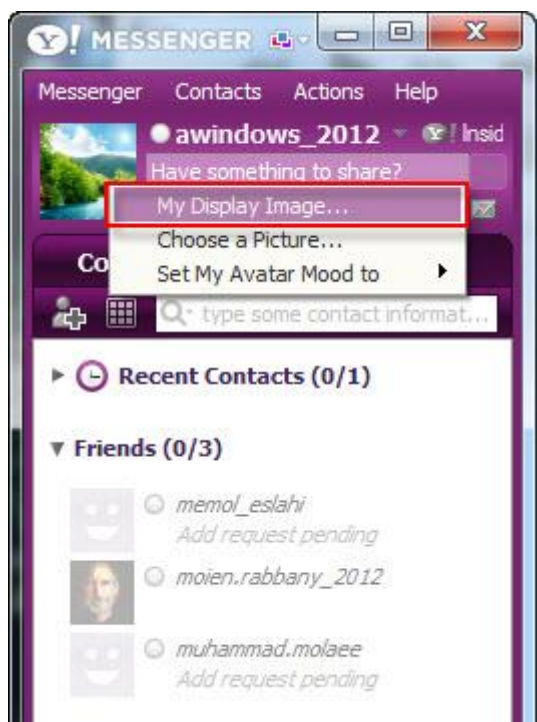 Y! MESSENGER
Messenger Contacts Actions Help
awindows_2012 Y! Insid
Have something to share?
My Display Image...
Choose a Picture...
Co
Set My Avatar Mood to
type some contact informat...
Recent Contacts (0/1)
Friends (0/3)
memol_eslahi
Add request pending
moien.rabbany_2012
muhammad.molaee
Add request pending